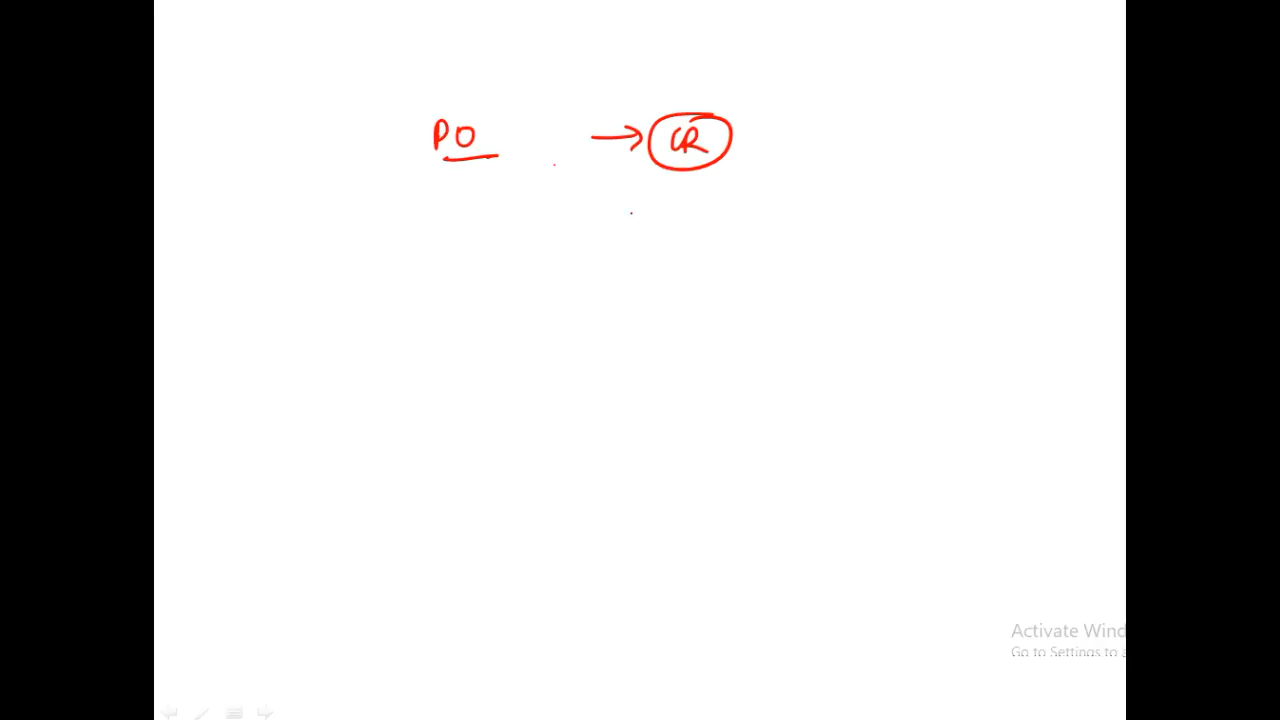 PO → CR
Activate Wind
Go to Settings to a